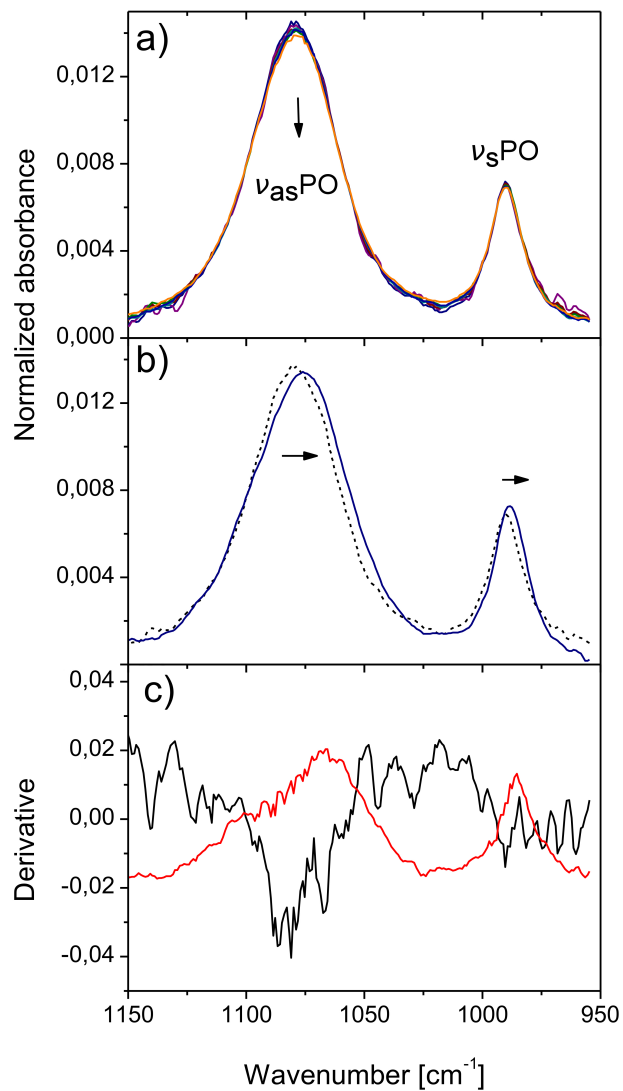 a)
0,012
0,008
0,004
0,000
νasPO
νsPO
Normalized absorbance
b)
0,012
0,008
0,004
c)
0,04
0,02
0,00
-0,02
-0,04
Derivative
1150 1100 1050 1000 950
Wavenumber [cm⁻¹]